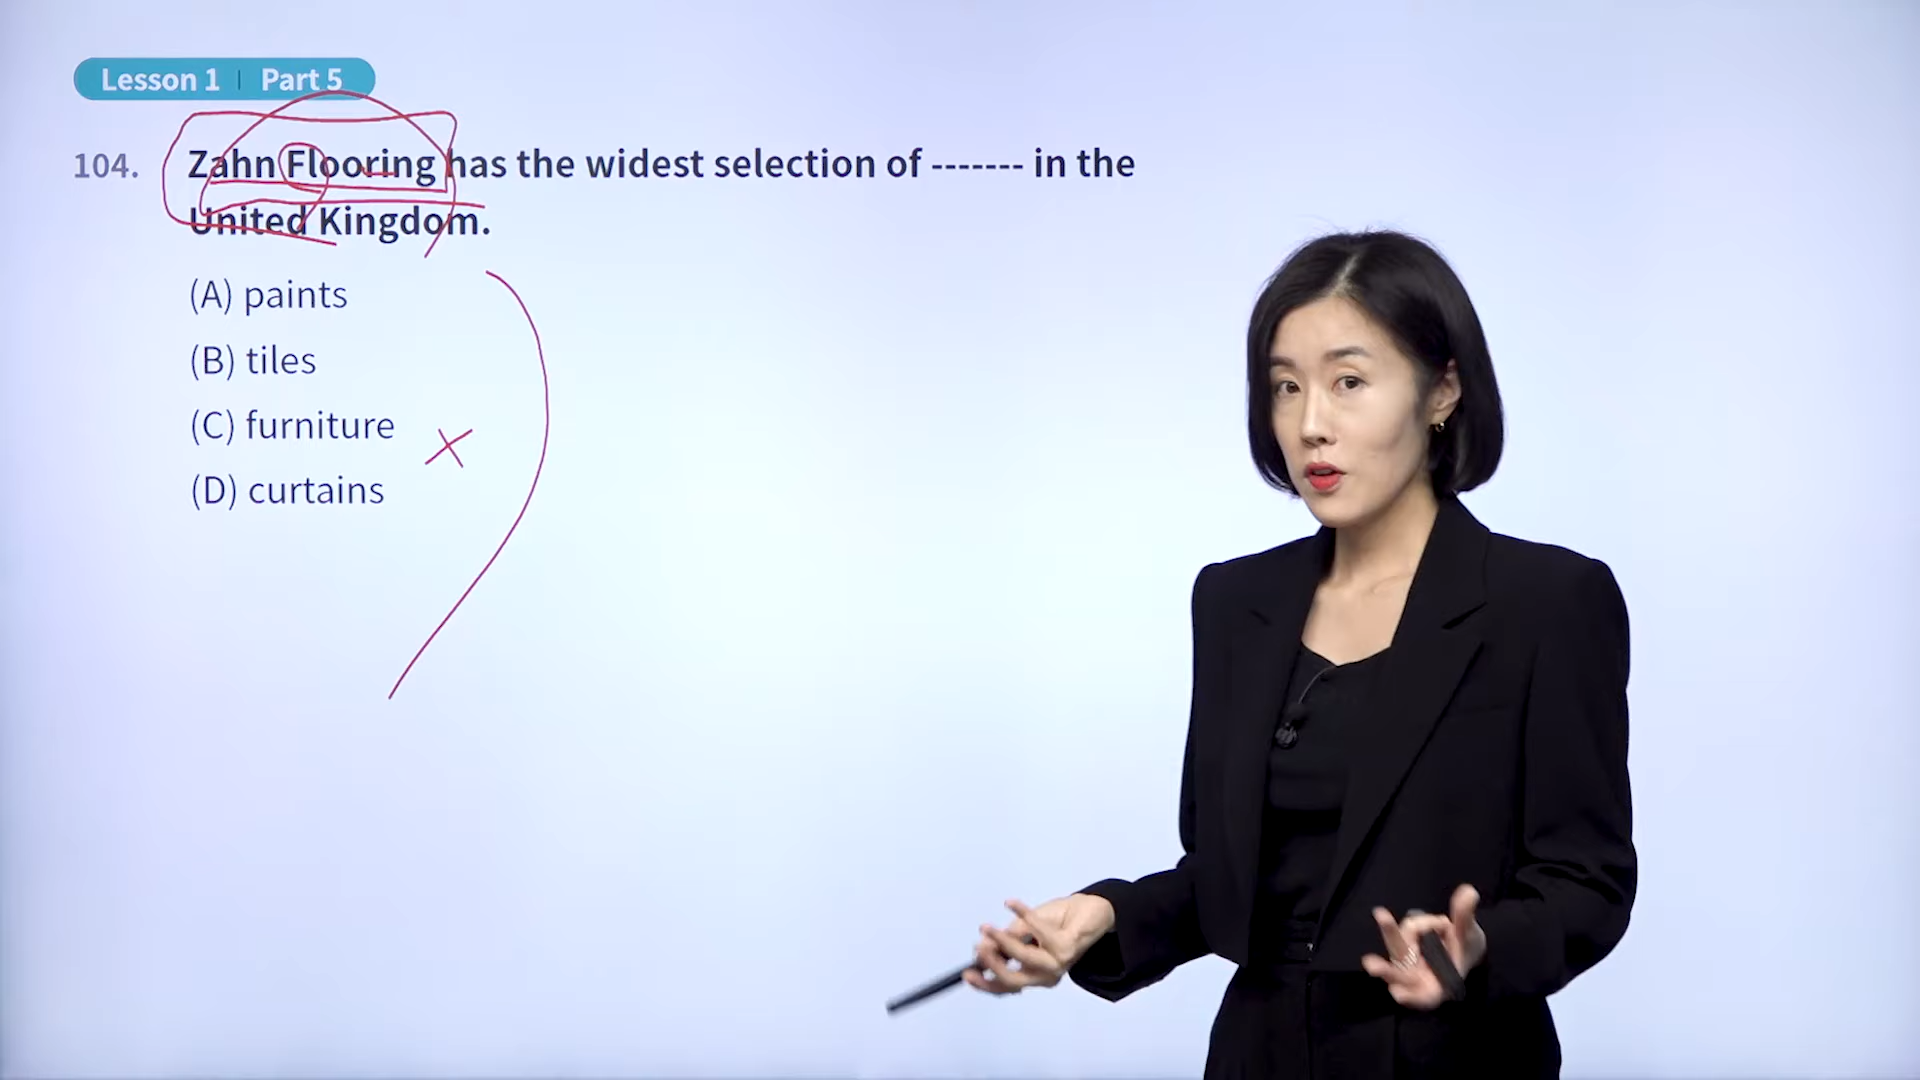 Lesson 1 | Part 5
104. Zahn Flooring has the widest selection of ------- in the
United Kingdom.
(A) paints
(B) tiles
(C) furniture
(D) curtains